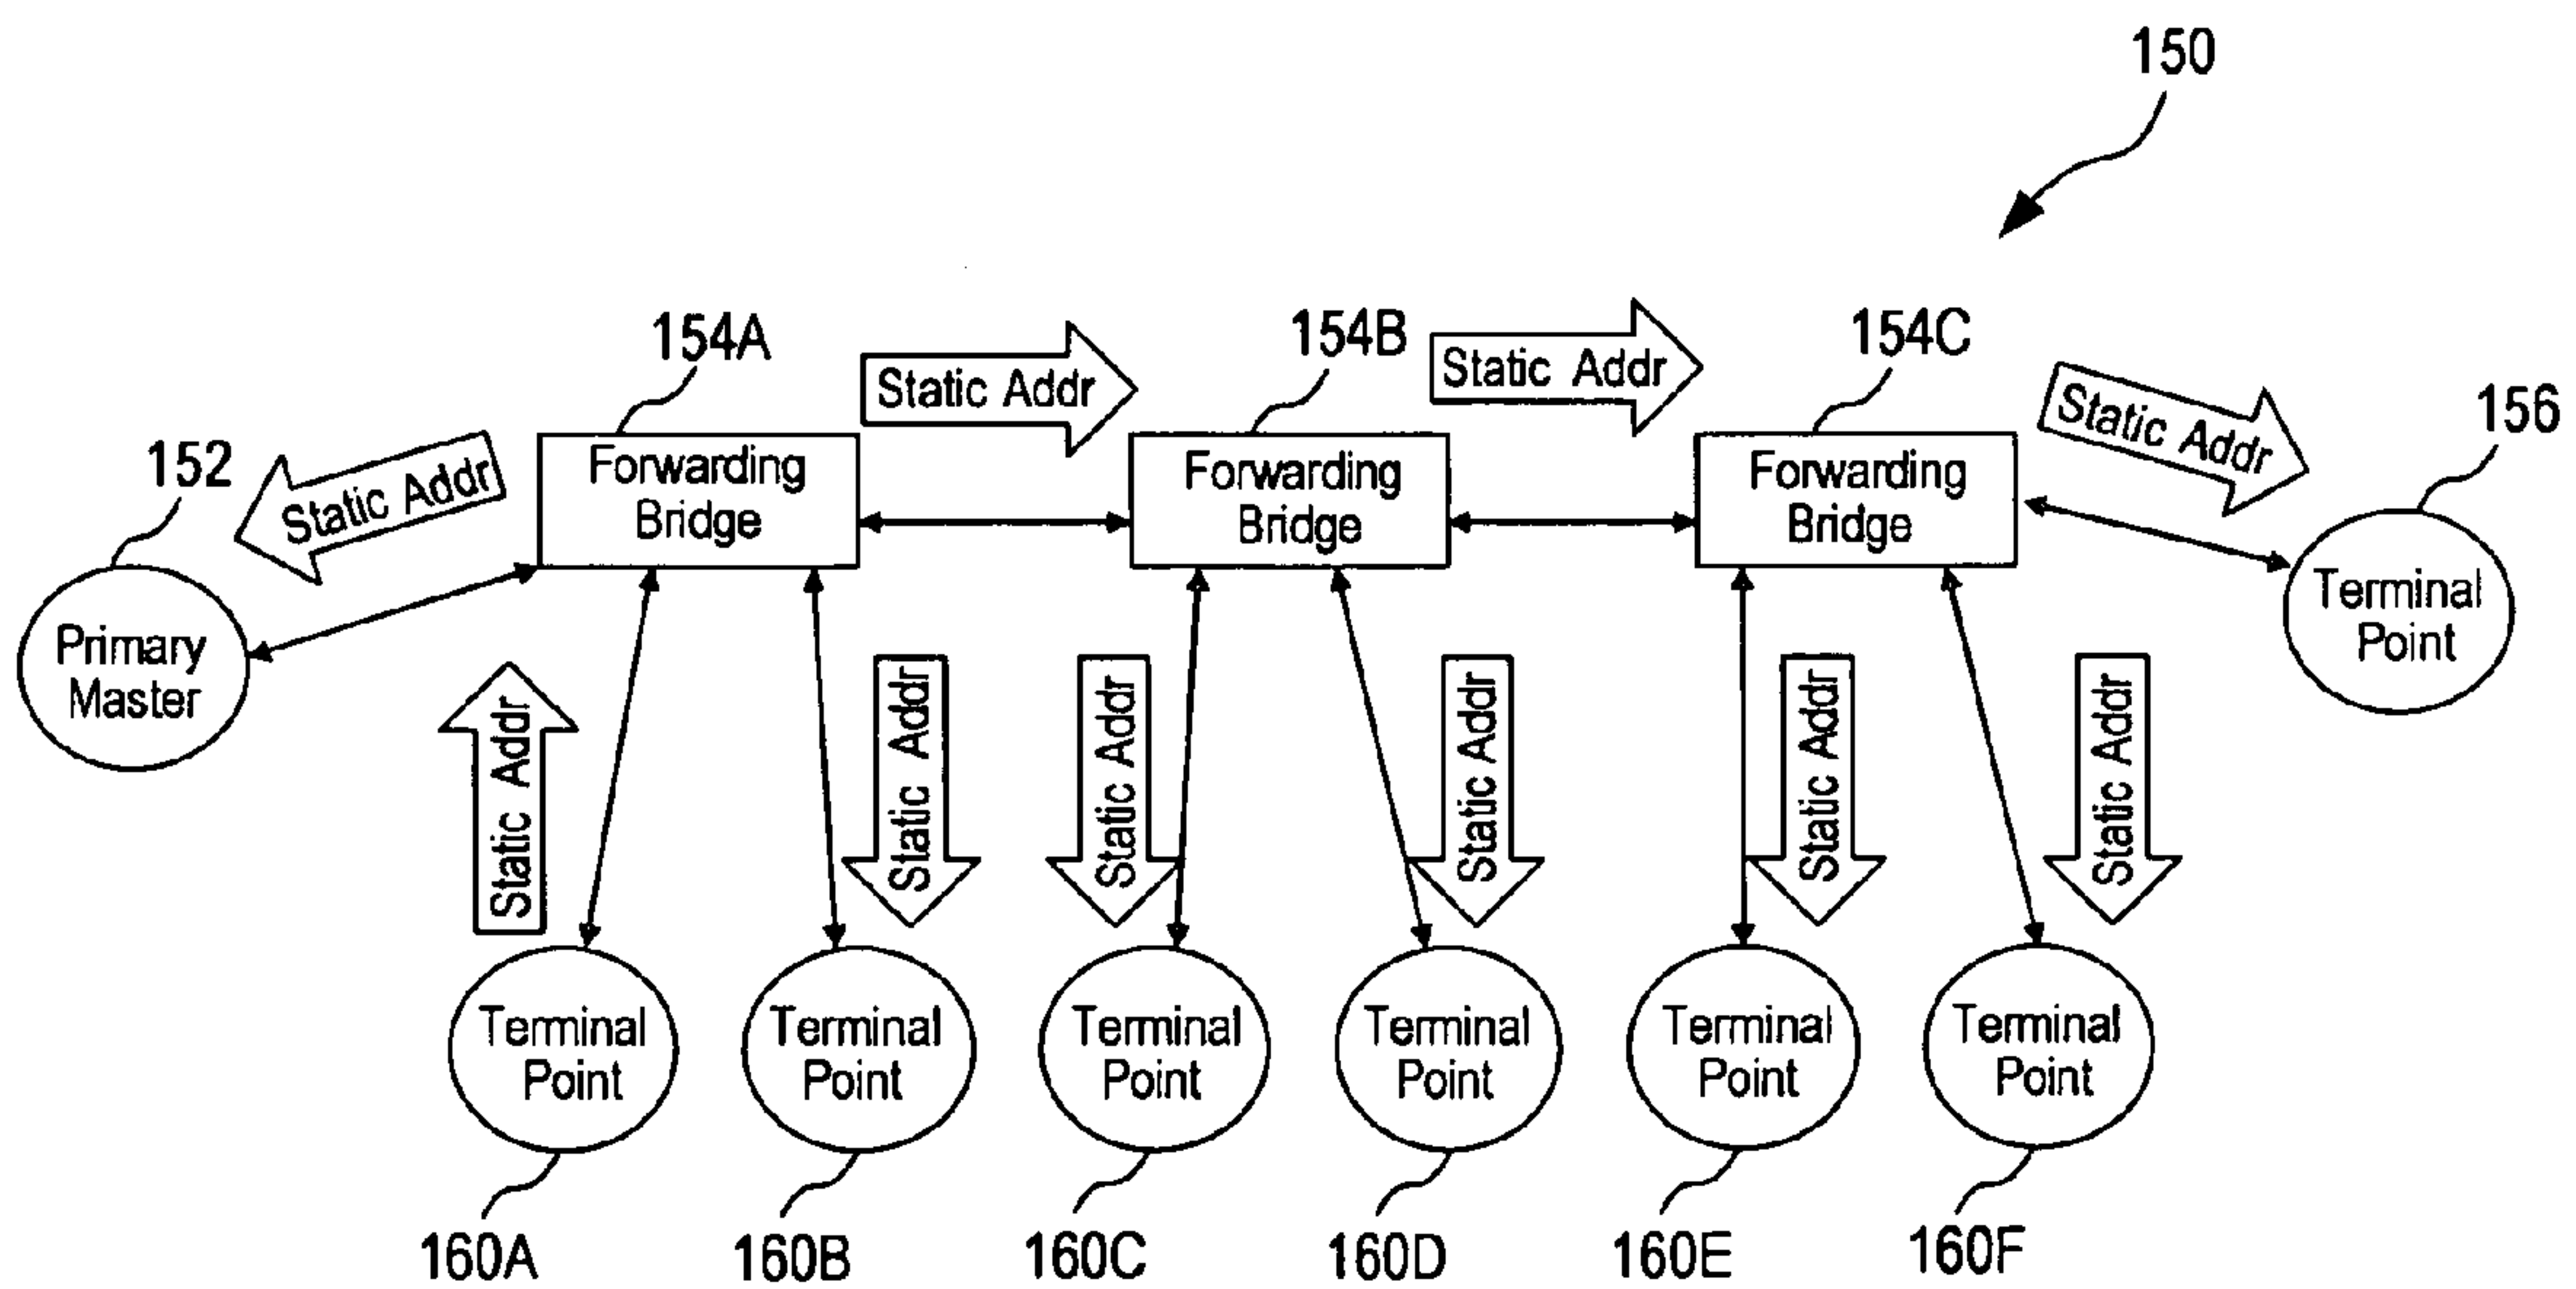 150
154A
Static Addr
154B
Static Addr
154C
Static Addr
156
152
Static Addr
Forwarding
Bridge
Forwarding
Bridge
Forwarding
Bridge
Terminal
Point
Primary
Master
Static Addr
Static Addr
Static Addr
Static Addr
Static Addr
Static Addr
Terminal
Point
Terminal
Point
Terminal
Point
Terminal
Point
Terminal
Point
Terminal
Point
160A
160B
160C
160D
160E
160F